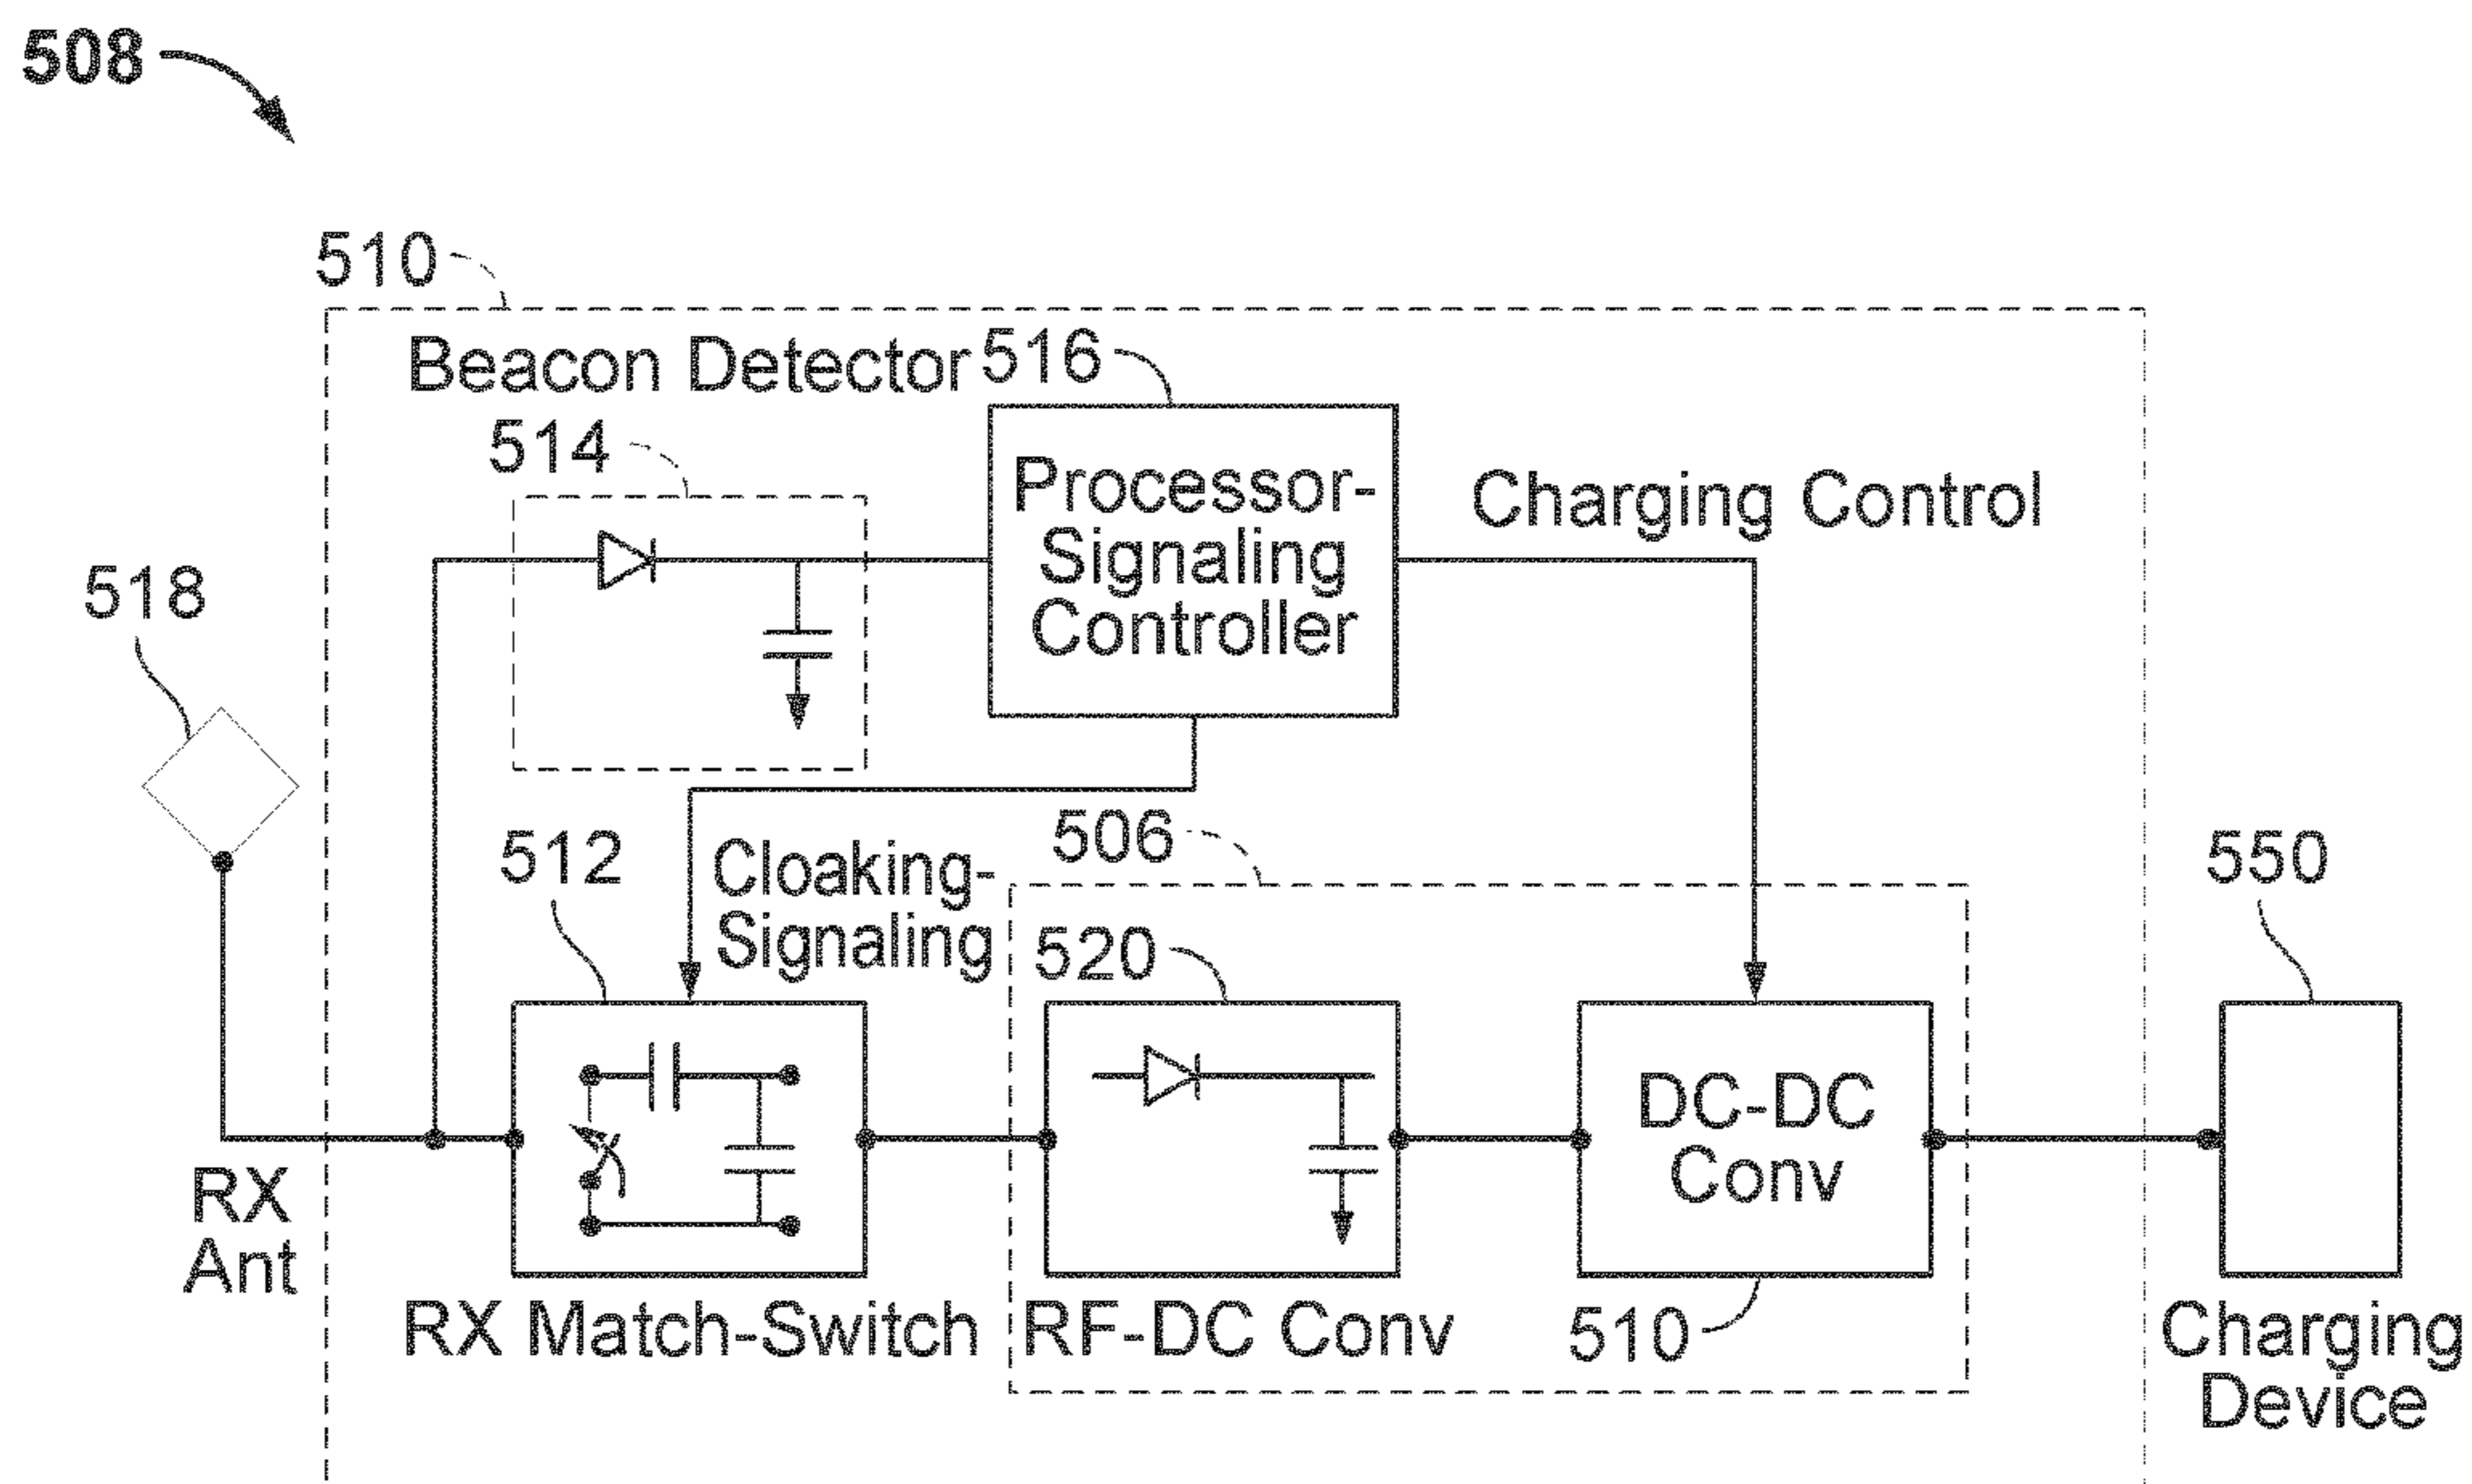 508
510
Beacon Detector
516
514
Processor-
Signaling
Controller
Charging Control
518
506
512
Cloaking-
Signaling
520
550
DC-DC
Conv
RX
Ant
RX Match-Switch
RF-DC Conv
510
Charging
Device